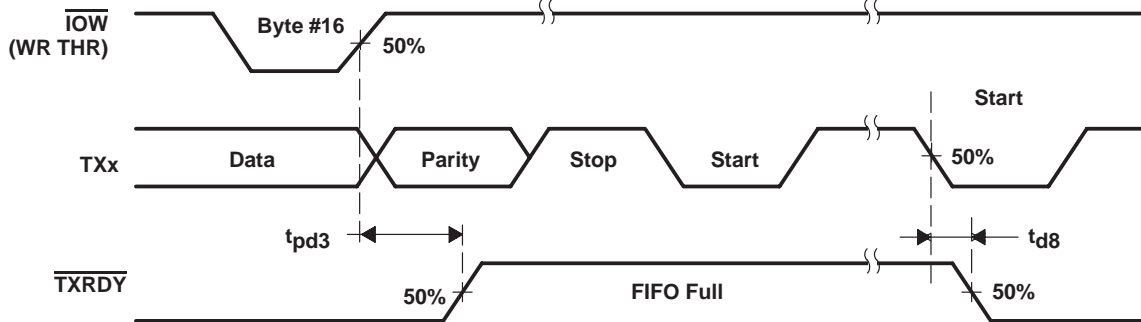 IOW
(WR THR)
Byte #16
50%
Start
TXx
Data
Parity
Stop
Start
50%
tpd3
td8
TXRDY
50%
FIFO Full
50%